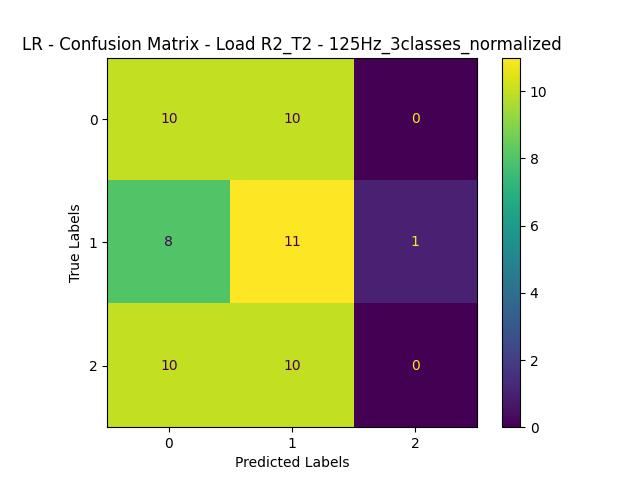 LR - Confusion Matrix - Load R2_T2 - 125Hz_3classes_normalized
True Labels
0 10 10 0
1 8 11 1
2 10 10 0
0 1 2
Predicted Labels
10
8
6
4
2
0